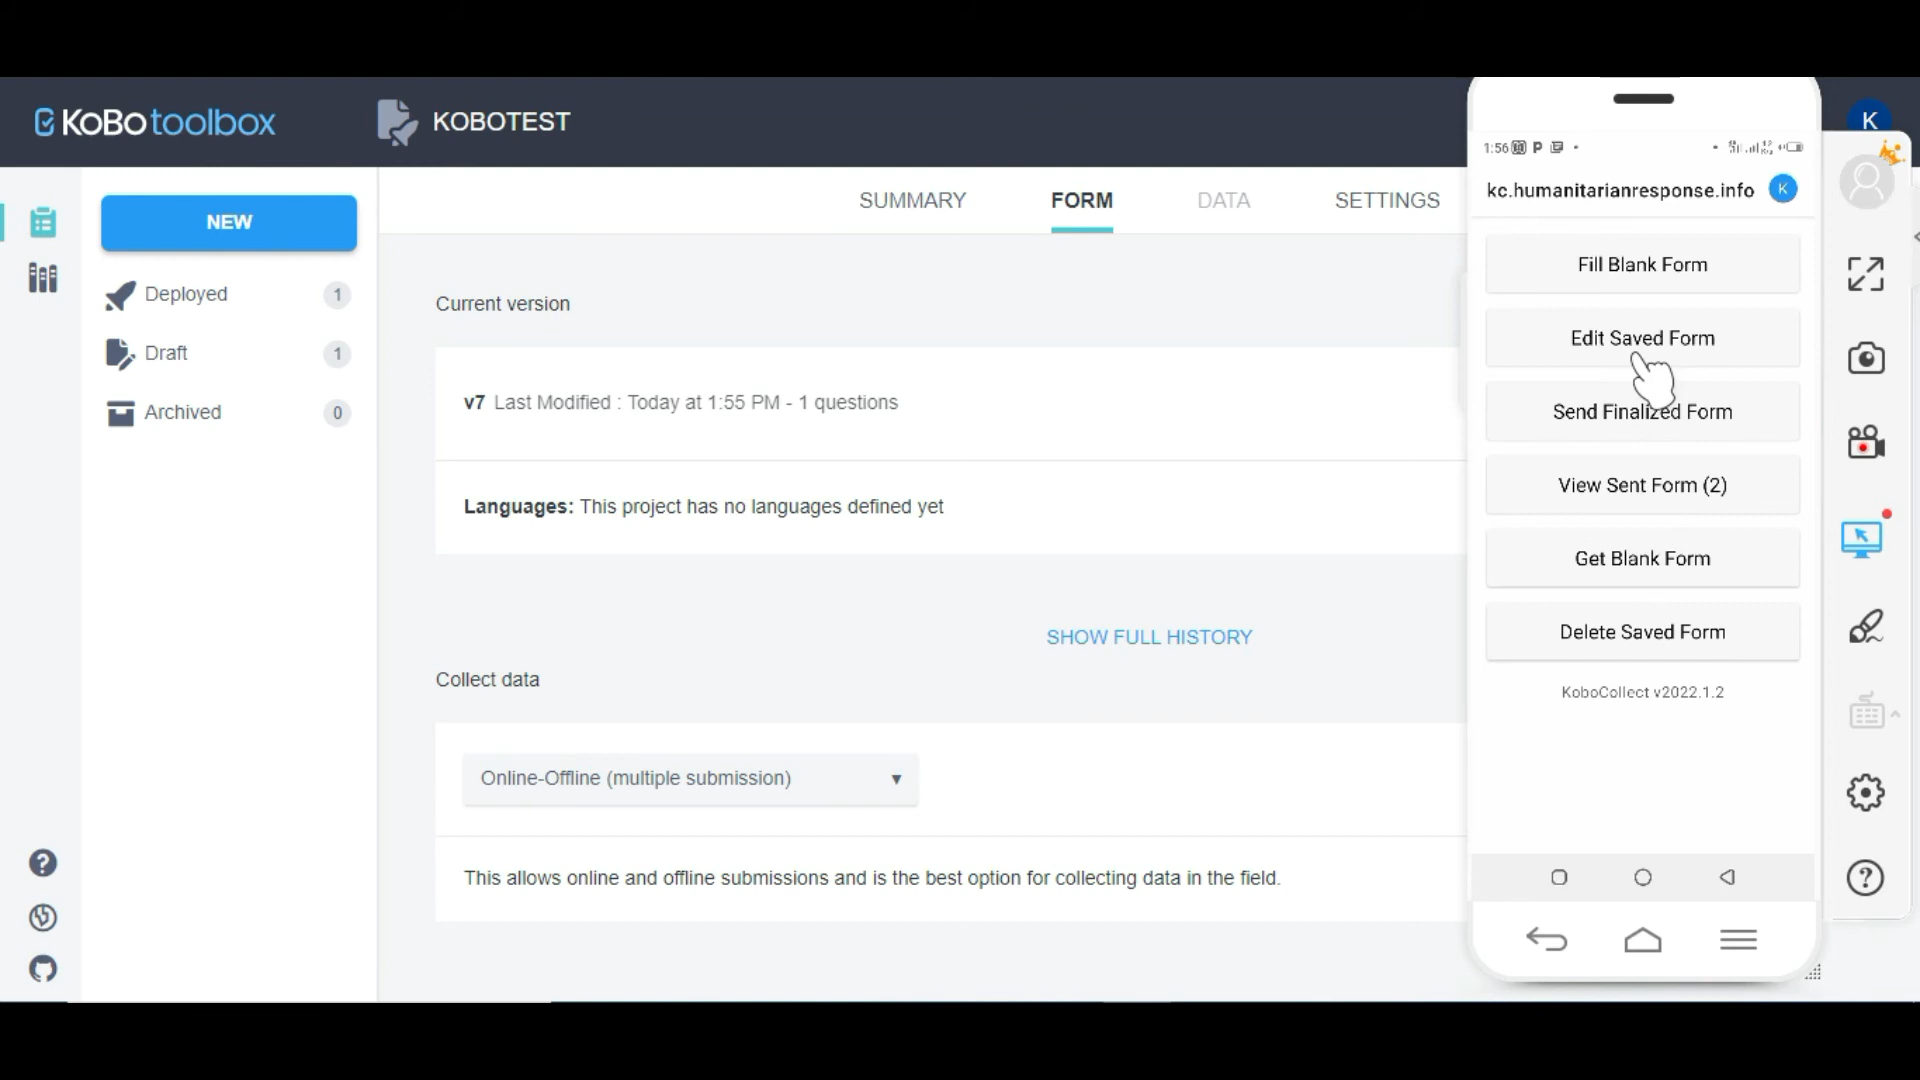 KoBo toolbox
KOBOTEST
K
NEW
Deployed 1
Draft 1
Archived 0
SUMMARY
FORM
DATA
SETTINGS
Current version
v7 Last Modified : Today at 1:55 PM - 1 questions
Languages: This project has no languages defined yet
SHOW FULL HISTORY
Collect data
Online-Offline (multiple submission)
This allows online and offline submissions and is the best option for collecting data in the field.
1:56
kc.humanitarianresponse.info K
Fill Blank Form
Edit Saved Form
Send Finalized Form
View Sent Form (2)
Get Blank Form
Delete Saved Form
KoboCollect v2022.1.2